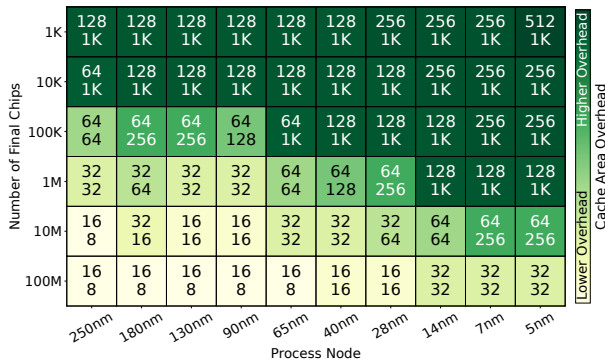 128 128 128 128 128 128 256 256 256 512
1K 1K 1K 1K 1K 1K 1K 1K 1K 1K
1K
64 128 128 128 128 128 128 256 256 256
1K 1K 1K 1K 1K 1K 1K 1K 1K 1K
10K
64 64 64 64 64 128 128 128 256 256
64 256 256 128 1K 1K 1K 1K 1K 1K
100K
32 32 32 32 64 64 64 128 128 128
32 64 32 32 64 128 256 1K 1K 1K
1M
16 32 16 16 32 32 32 64 64 64
8 16 16 16 32 32 64 64 256 256
10M
16 16 16 16 16 16 16 32 32 32
8 8 8 8 8 16 16 32 32 32
100M
250nm 180nm 130nm 90nm 65nm 40nm 28nm 14nm 7nm 5nm
Process Node
Number of Final Chips
Higher Overhead
Lower Overhead
Cache Area Overhead